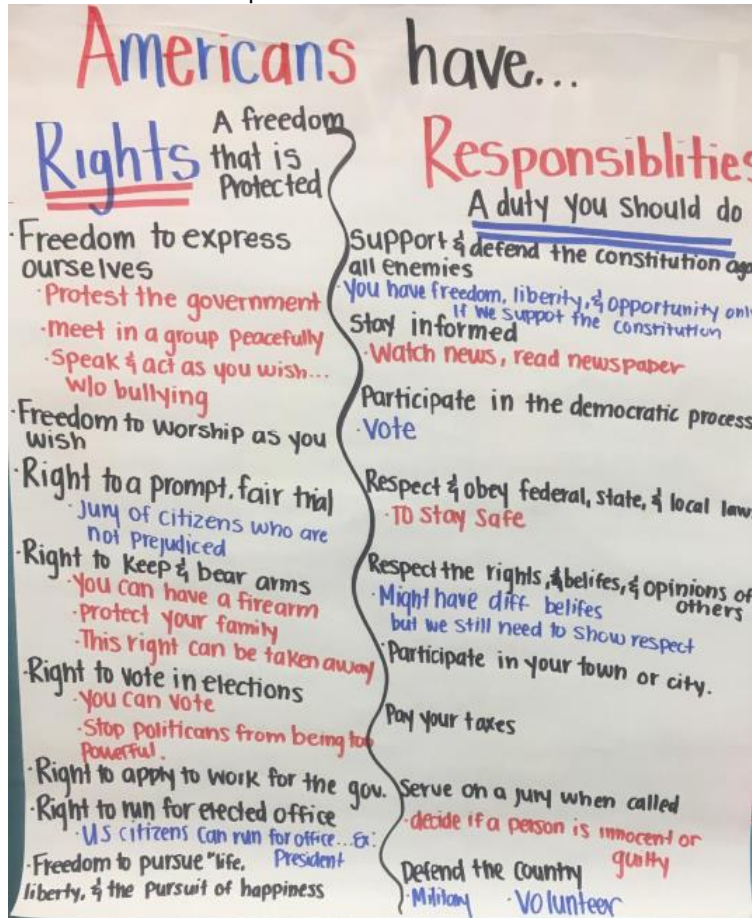 Americans have...
Rights
A freedom
that is
Protected
·Freedom to express
ourselves
·Protest the government
·meet in a group peacefully
·Speak & act as you wish...
w/o bullying
·Freedom to worship as you
wish
·Right to a prompt, fair trial
·Jury of citizens who are
not prejudiced
·Right to keep & bear arms
·You can have a firearm
·Protect your family
·This right can be taken away
·Right to vote in elections
·You can vote
·Stop politicans from being too
Powerful.
·Right to apply to work for the gov.
·Right to run for elected office
·US citizens can run for office... Ex:
President
·Freedom to pursue "life,
liberty, & the pursuit of happiness
Responsiblities
A duty you should do
Support & defend the constitution aga
all enemies
·You have freedom, liberity, & opportunity onl
If we suppot the constitution
Stay informed
·Watch news, read newspaper
Participate in the democratic process
·Vote
Respect & obey federal, state, & local law
·To stay safe
Respect the rights, & belifes, & opinions of
others
·Might have diff belifes
but we still need to show respect
·Participate in your town or city.
Pay your taxes
Serve on a jury when called
·decide if a person is innocent or
guilty
Defend the country
·Military ·Volunteer